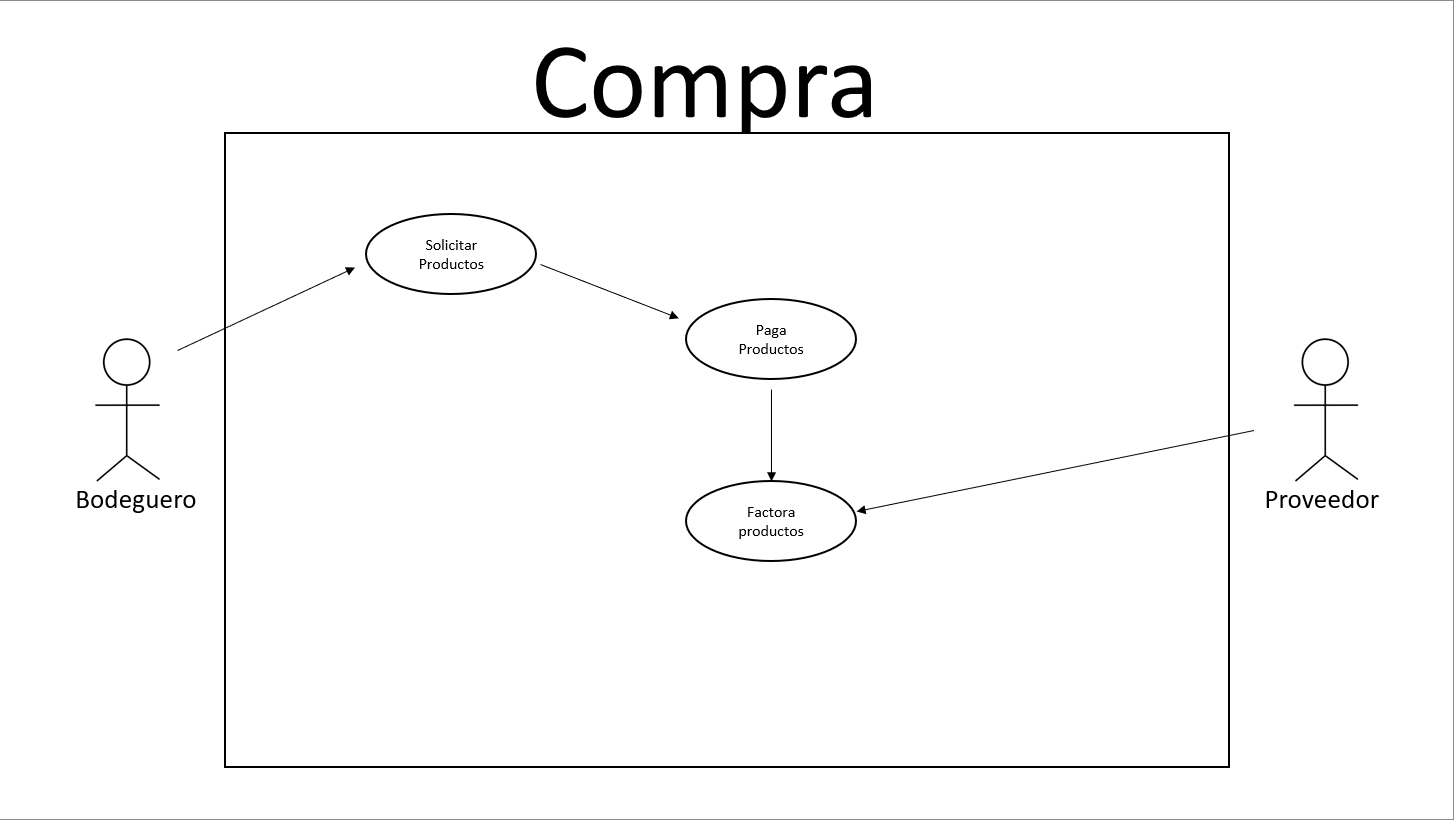 Compra
Solicitar
Productos
Paga
Productos
Factora
productos
Bodeguero
Proveedor